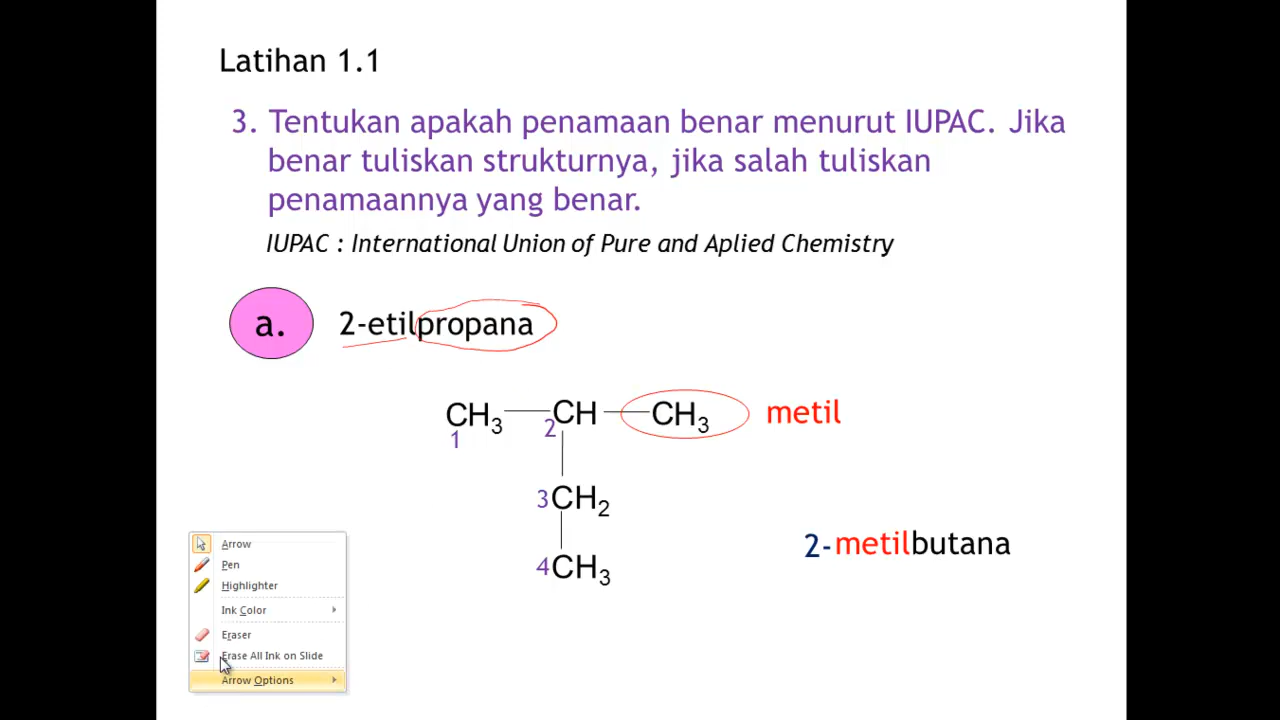 Latihan 1.1
3. Tentukan apakah penamaan benar menurut IUPAC. Jika
benar tuliskan strukturnya, jika salah tuliskan
penamaannya yang benar.
IUPAC : International Union of Pure and Aplied Chemistry
a. 2-etilpropana
CH3 CH CH3 metil
1 2
3CH2
4CH3
2-metilbutana
Arrow
Pen
Highlighter
Ink Color
Eraser
Erase All Ink on Slide
Arrow Options